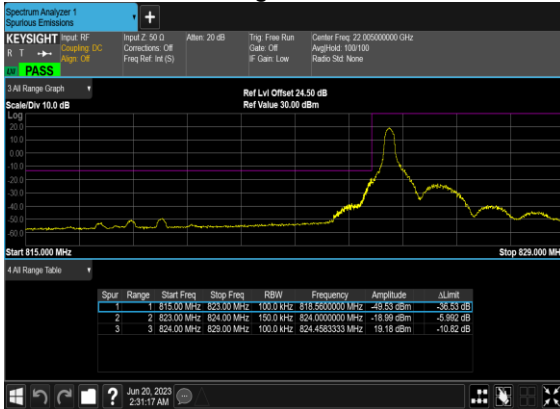 Spectrum Analyzer 1
Spurious Emissions
+
KEYSIGHT
R T
Input: RF
Coupling: DC
Align: Off
Input Z: 50 Ω
Corrections: Off
Freq Ref: Int (S)
Atten: 20 dB
Trig: Free Run
Gate: Off
IF Gain: Low
Center Freq: 22.005000000 GHz
Avg|Hold: 100/100
Radio Std: None
PASS
3 All Range Graph
Scale/Div 10.0 dB
Ref Lvl Offset 24.50 dB
Ref Value 30.00 dBm
Log
20.0
10.0
0.00
-10.0
-20.0
-30.0
-40.0
-50.0
-60.0
Start 815.000 MHz
Stop 829.000 MH
4 All Range Table
Spur Range Start Freq Stop Freq RBW Frequency Amplitude ΔLimit
1 1 815.00 MHz 823.00 MHz 100.0 kHz 818.5600000 MHz -49.53 dBm -36.53 dB
2 2 823.00 MHz 824.00 MHz 150.0 kHz 824.0000000 MHz -18.99 dBm -5.992 dB
3 3 824.00 MHz 829.00 MHz 100.0 kHz 824.4583333 MHz 19.18 dBm -10.82 dB
?
Jun 20, 2023
2:31:17 AM